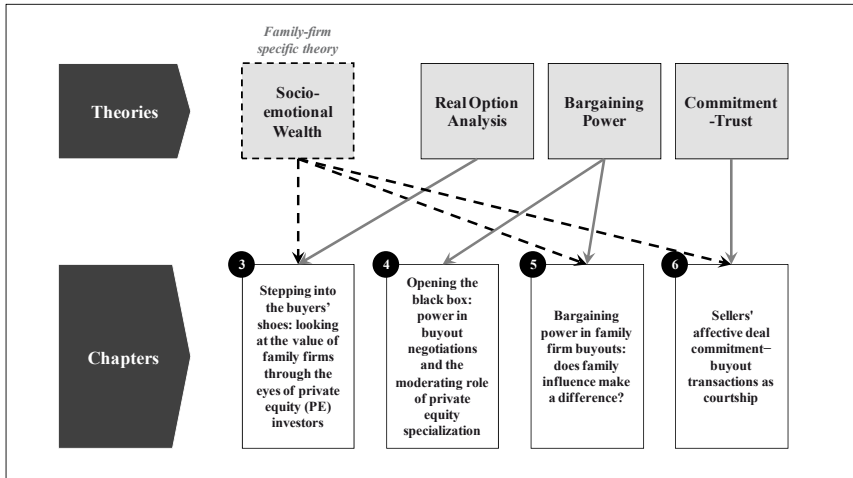 Family-firm
specific theory
Theories
Socio-
emotional
Wealth
Real Option
Analysis
Bargaining
Power
Commitment
-Trust
Chapters
3
Stepping into
the buyers'
shoes: looking
at the value of
family firms
through the
eyes of private
equity (PE)
investors
4
Opening the
black box:
power in
buyout
negotiations
and the
moderating role
of private
equity
specialization
5
Bargaining
power in family
firm buyouts:
does family
influence make
a difference?
6
Sellers'
affective deal
commitment–
buyout
transactions as
courtship